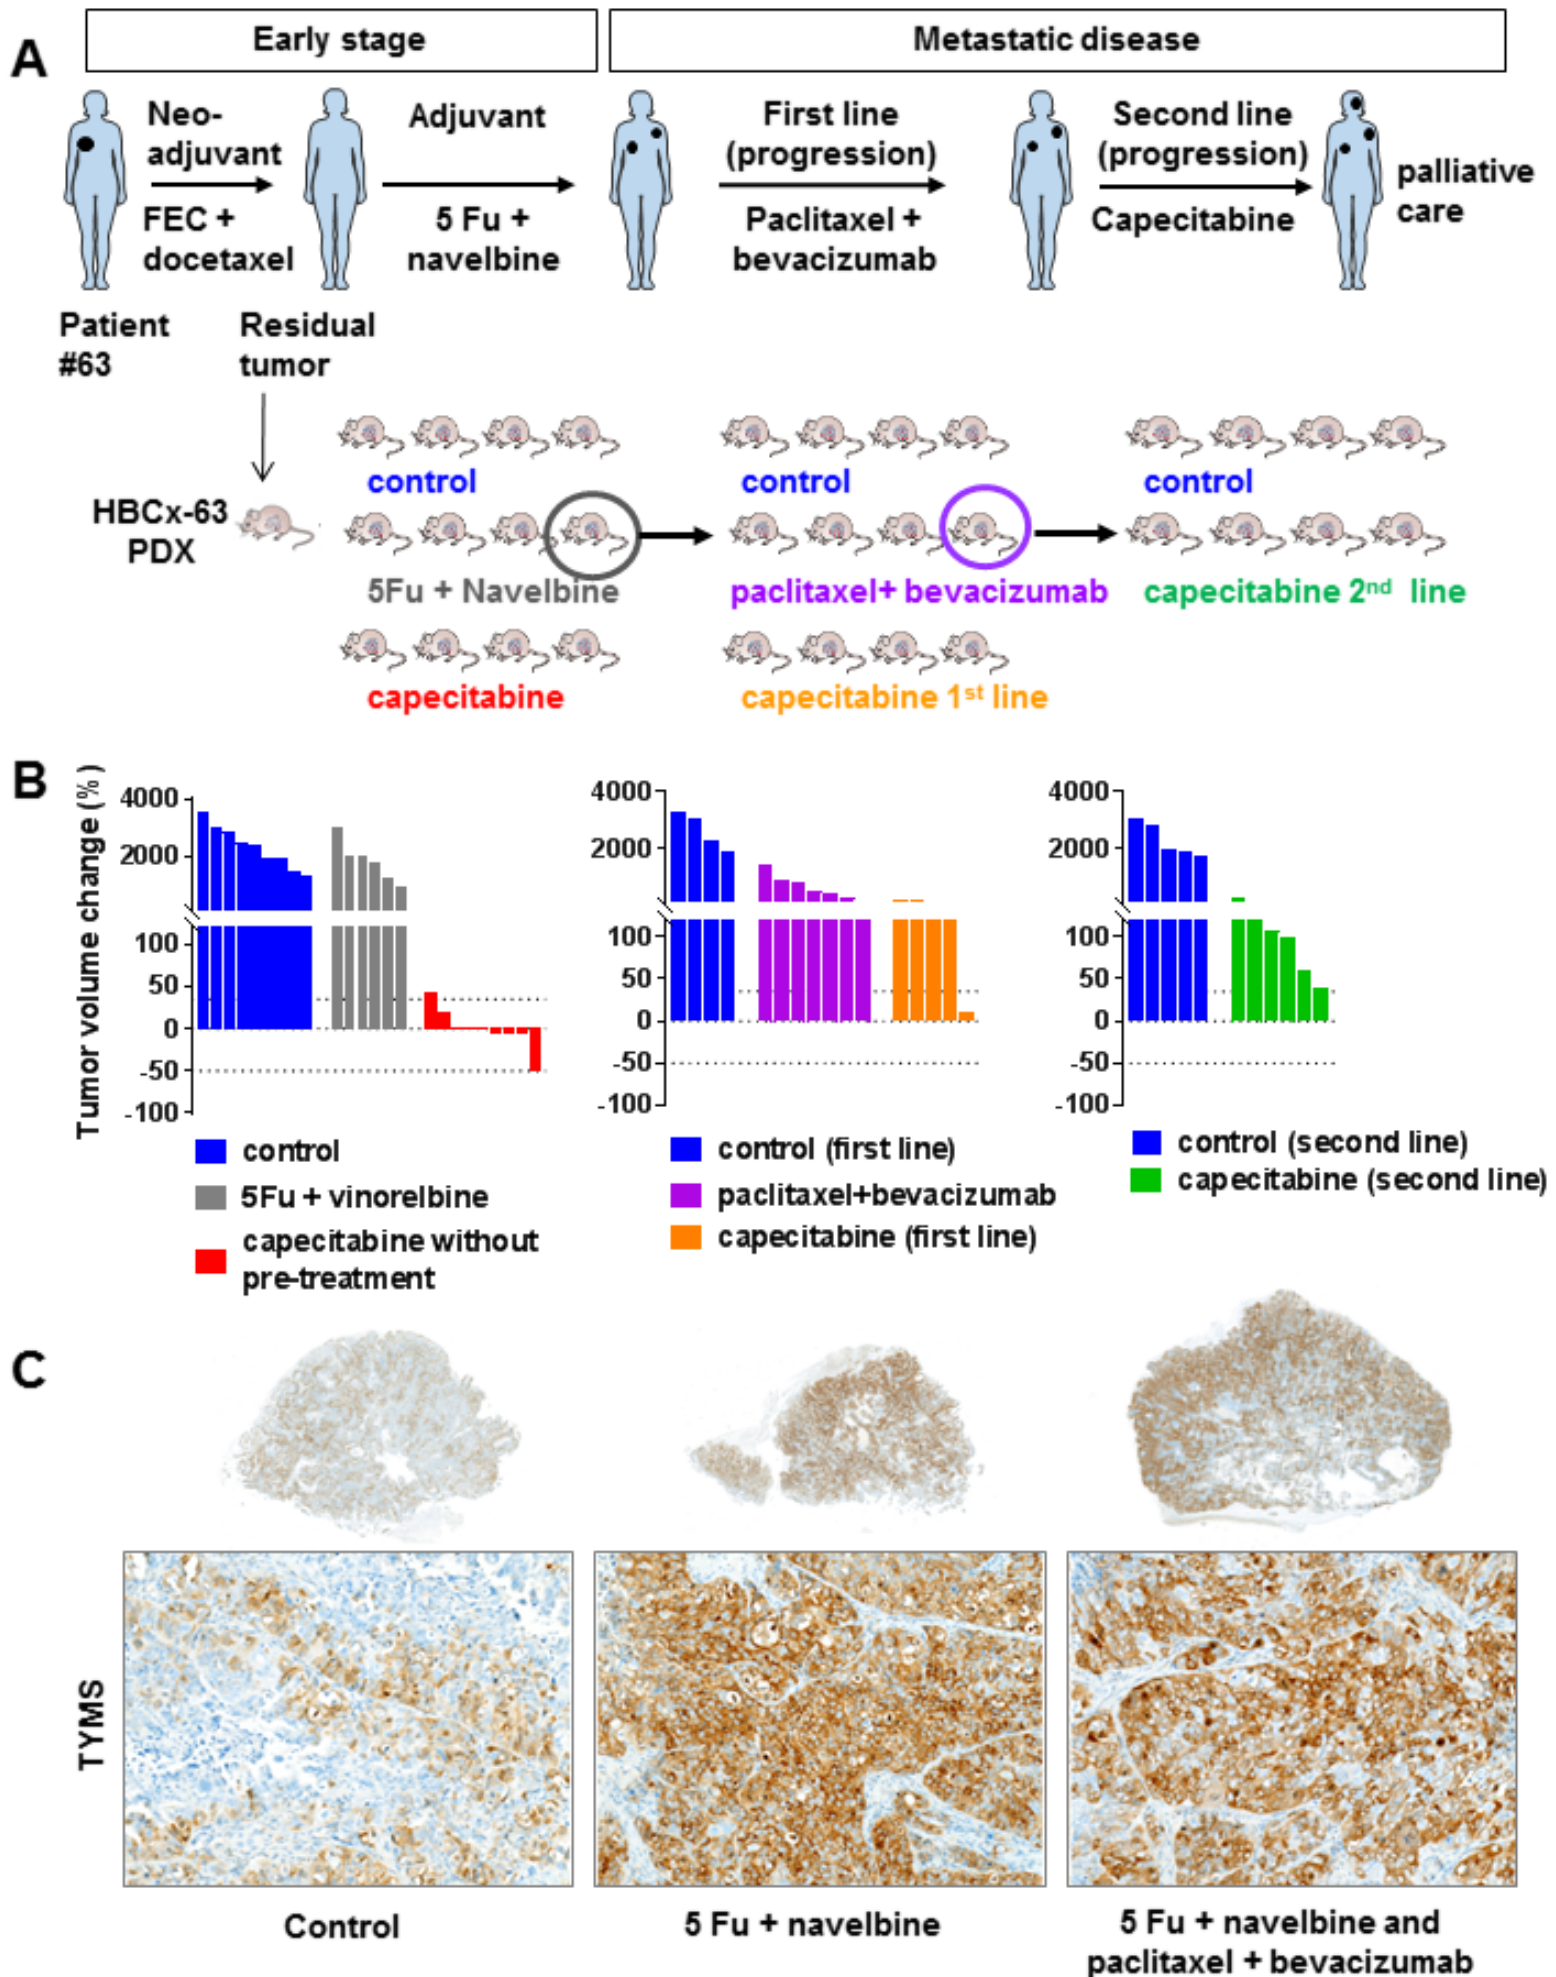 A
Early stage
Metastatic disease
Neo-
adjuvant
FEC +
docetaxel
Adjuvant
5 Fu +
navelbine
First line
(progression)
Paclitaxel +
bevacizumab
Second line
(progression)
Capecitabine
palliative
care
Patient
#63
Residual
tumor
HBCx-63
PDX
control
5Fu + Navelbine
capecitabine
control
paclitaxel+ bevacizumab
capecitabine 1st line
control
capecitabine 2nd line
B
Tumor volume change (%)
4000
2000
100
50
0
-50
-100
control
5Fu + vinorelbine
capecitabine without
pre-treatment
4000
2000
100
50
0
-50
-100
control (first line)
paclitaxel+bevacizumab
capecitabine (first line)
4000
2000
100
50
0
-50
-100
control (second line)
capecitabine (second line)
C
TYMS
Control
5 Fu + navelbine
5 Fu + navelbine and
paclitaxel + bevacizumab